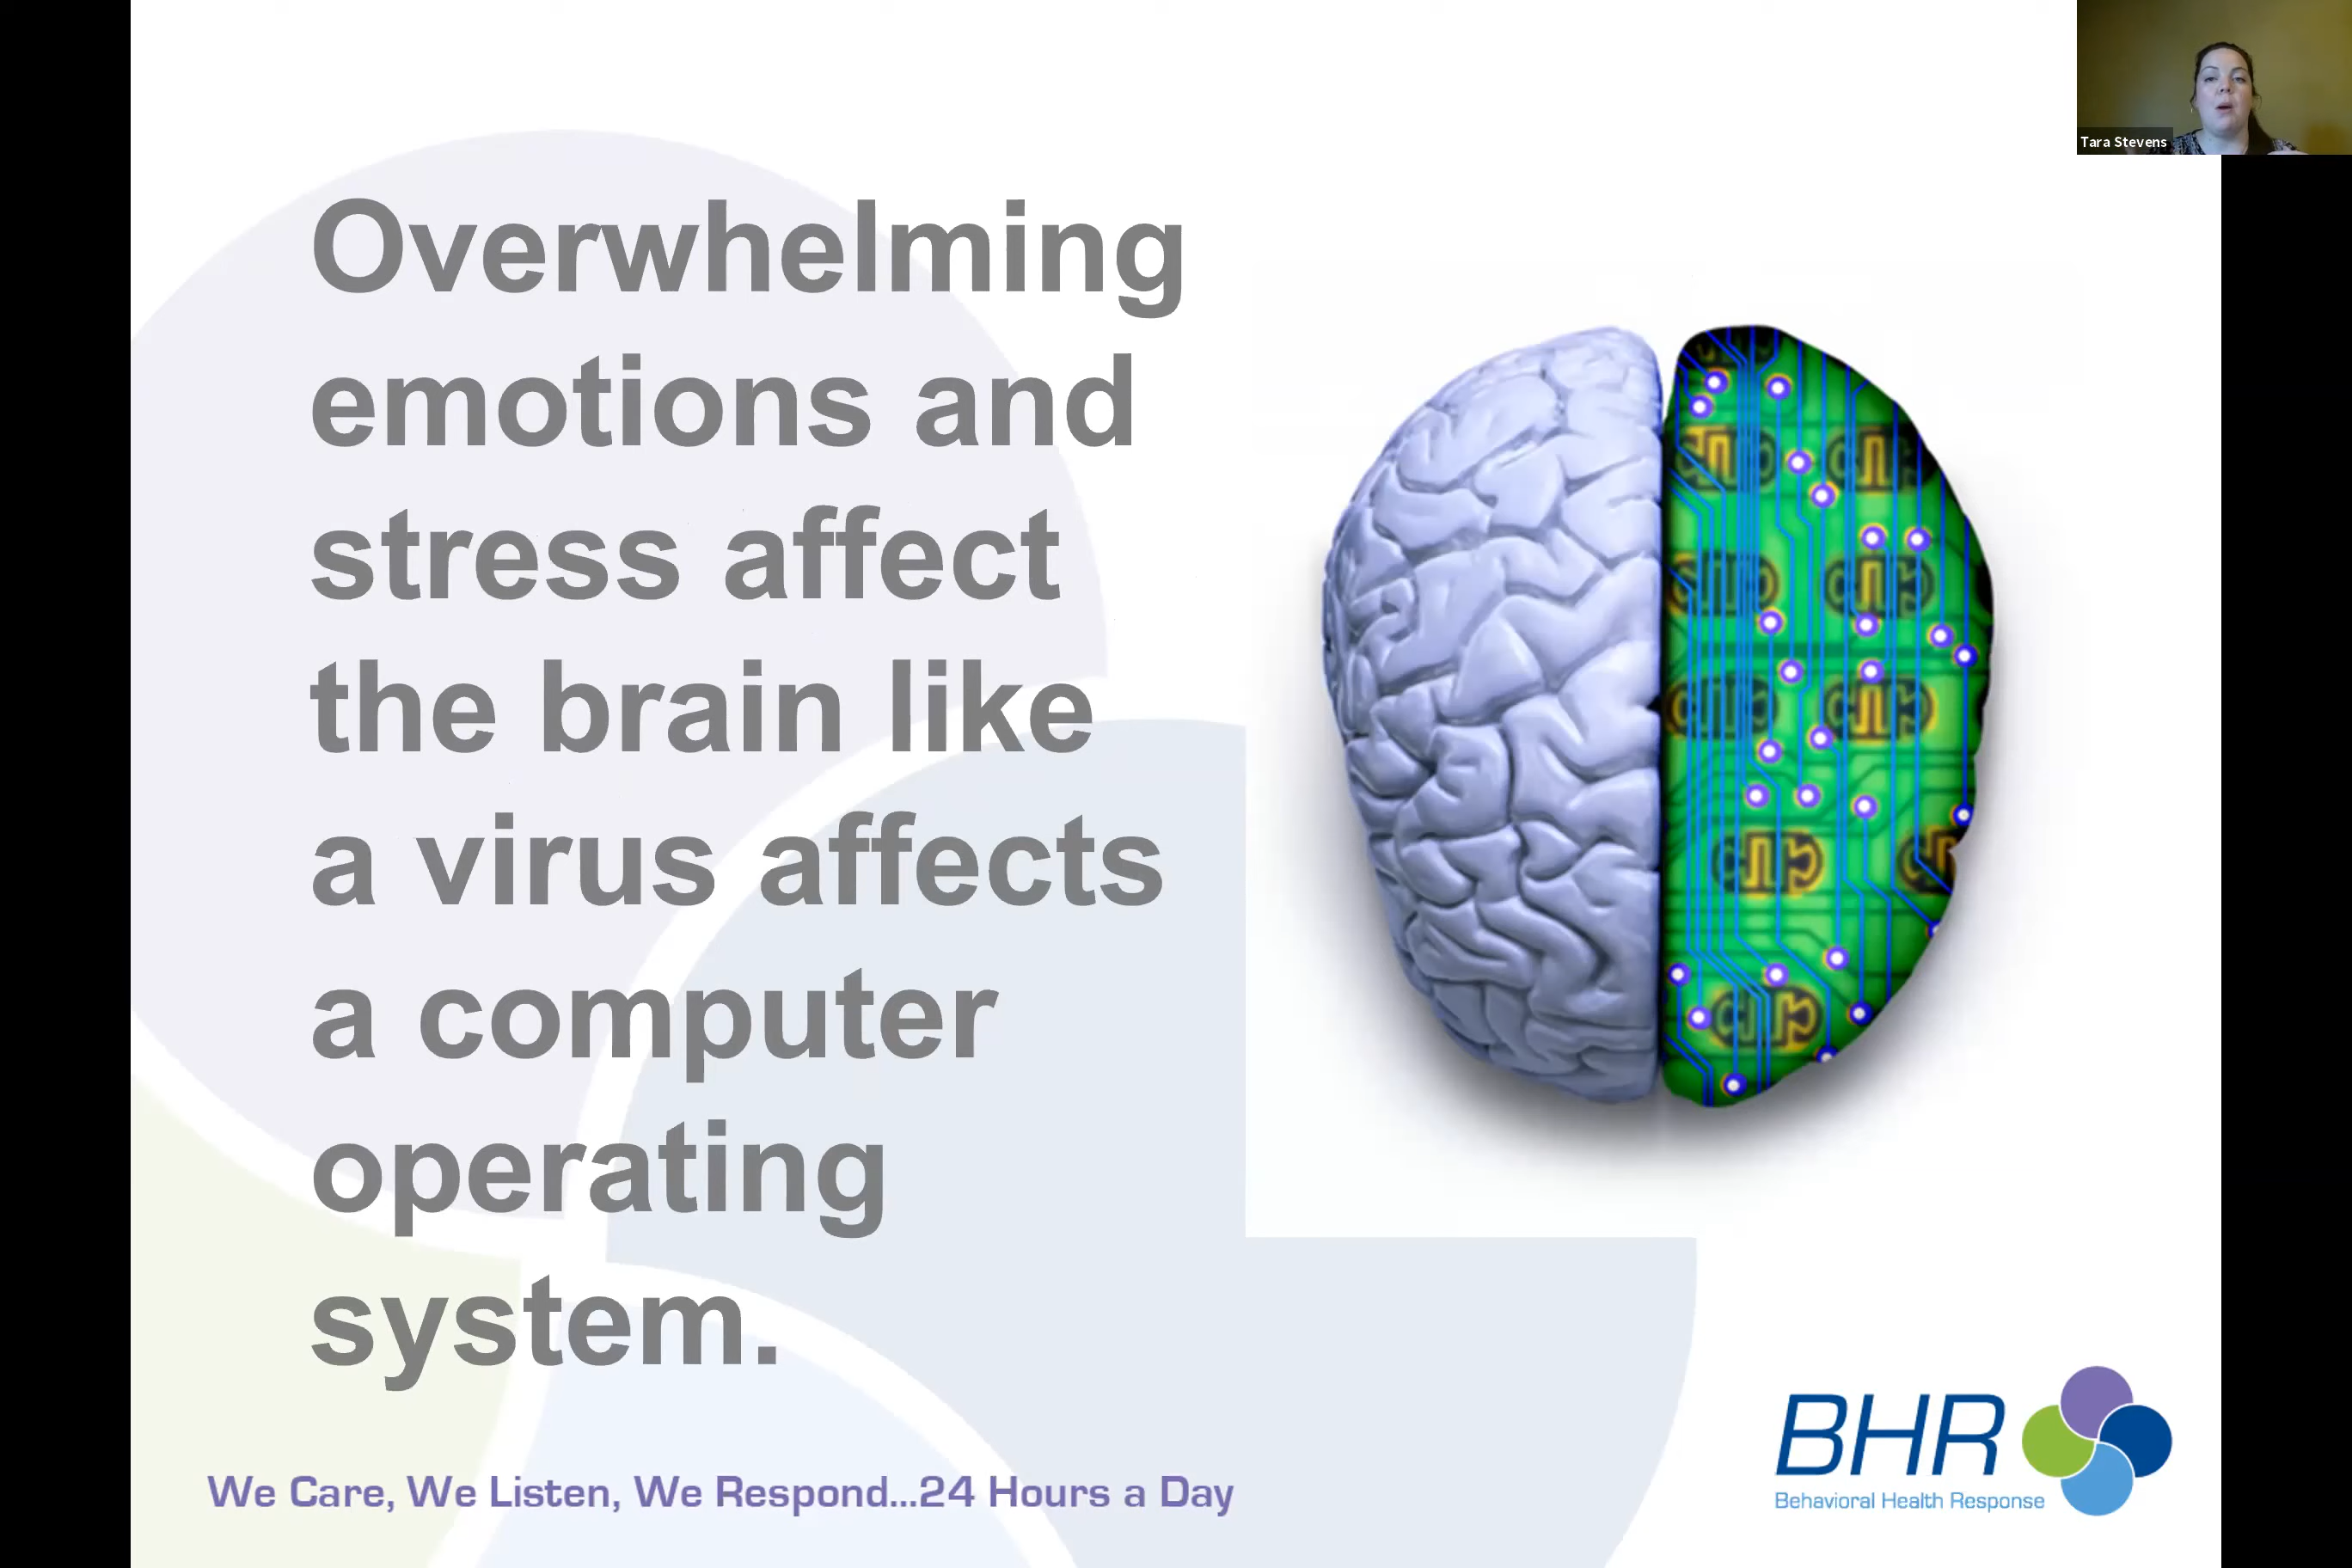 Tara Stevens
Overwhelming
emotions and
stress affect
the brain like
a virus affects
a computer
operating
system.
We Care, We Listen, We Respond...24 Hours a Day
BHR
Behavioral Health Response